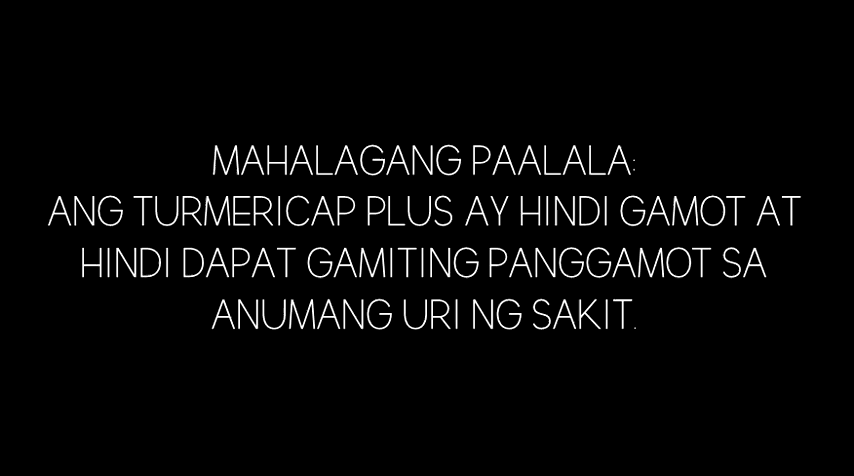 MAHALAGANG PAALALA:
ANG TURMERICAP PLUS AY HINDI GAMOT AT
HINDI DAPAT GAMITING PANGGAMOT SA
ANUMANG URI NG SAKIT.